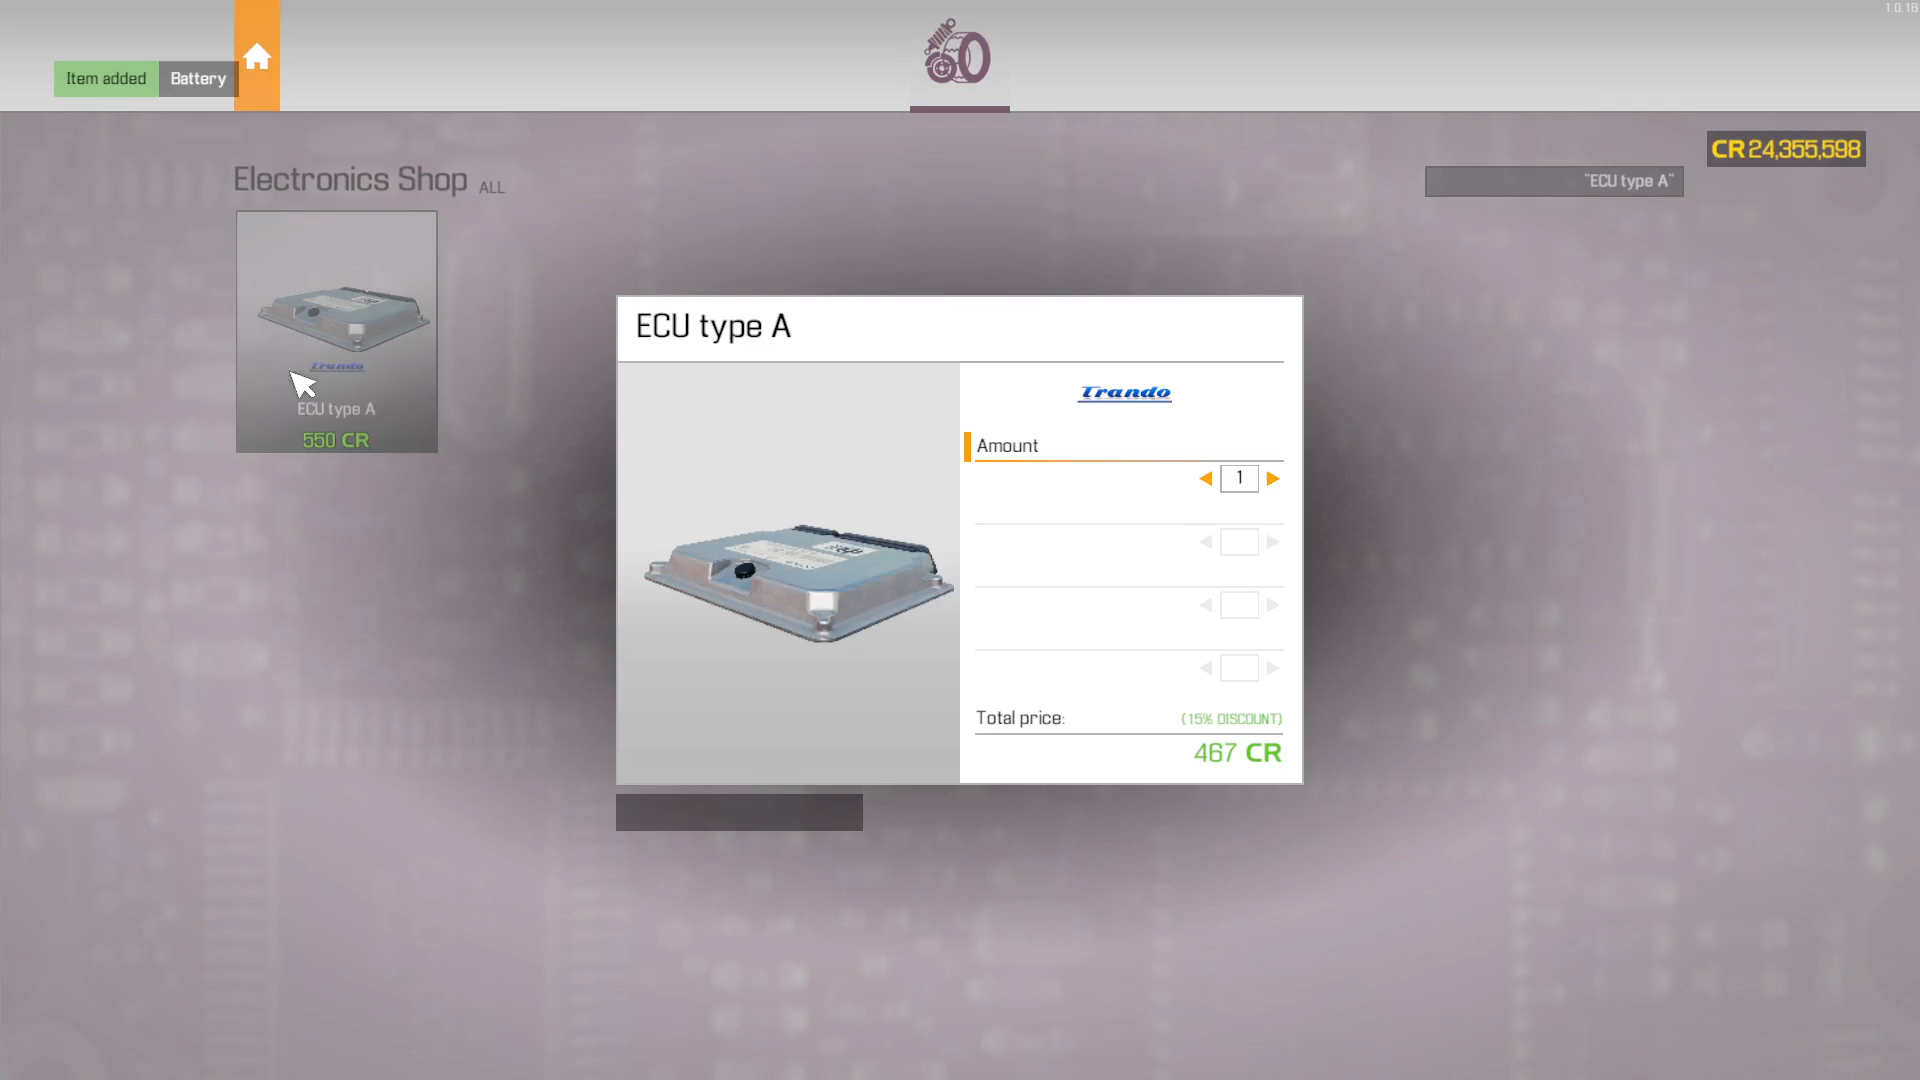 1.0.16
Item added Battery
CR 24,355,598
Electronics Shop ALL
"ECU type A"
Trando
ECU type A
550 CR
ECU type A
Trando
Amount
1
Total price: (15% DISCOUNT)
467 CR